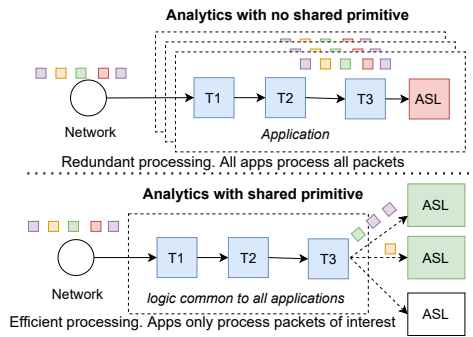 Analytics with no shared primitive
T1
T2
T3
ASL
Network
Application
Redundant processing. All apps process all packets
Analytics with shared primitive
ASL
T1
T2
T3
ASL
Network
logic common to all applications
ASL
Efficient processing. Apps only process packets of interest